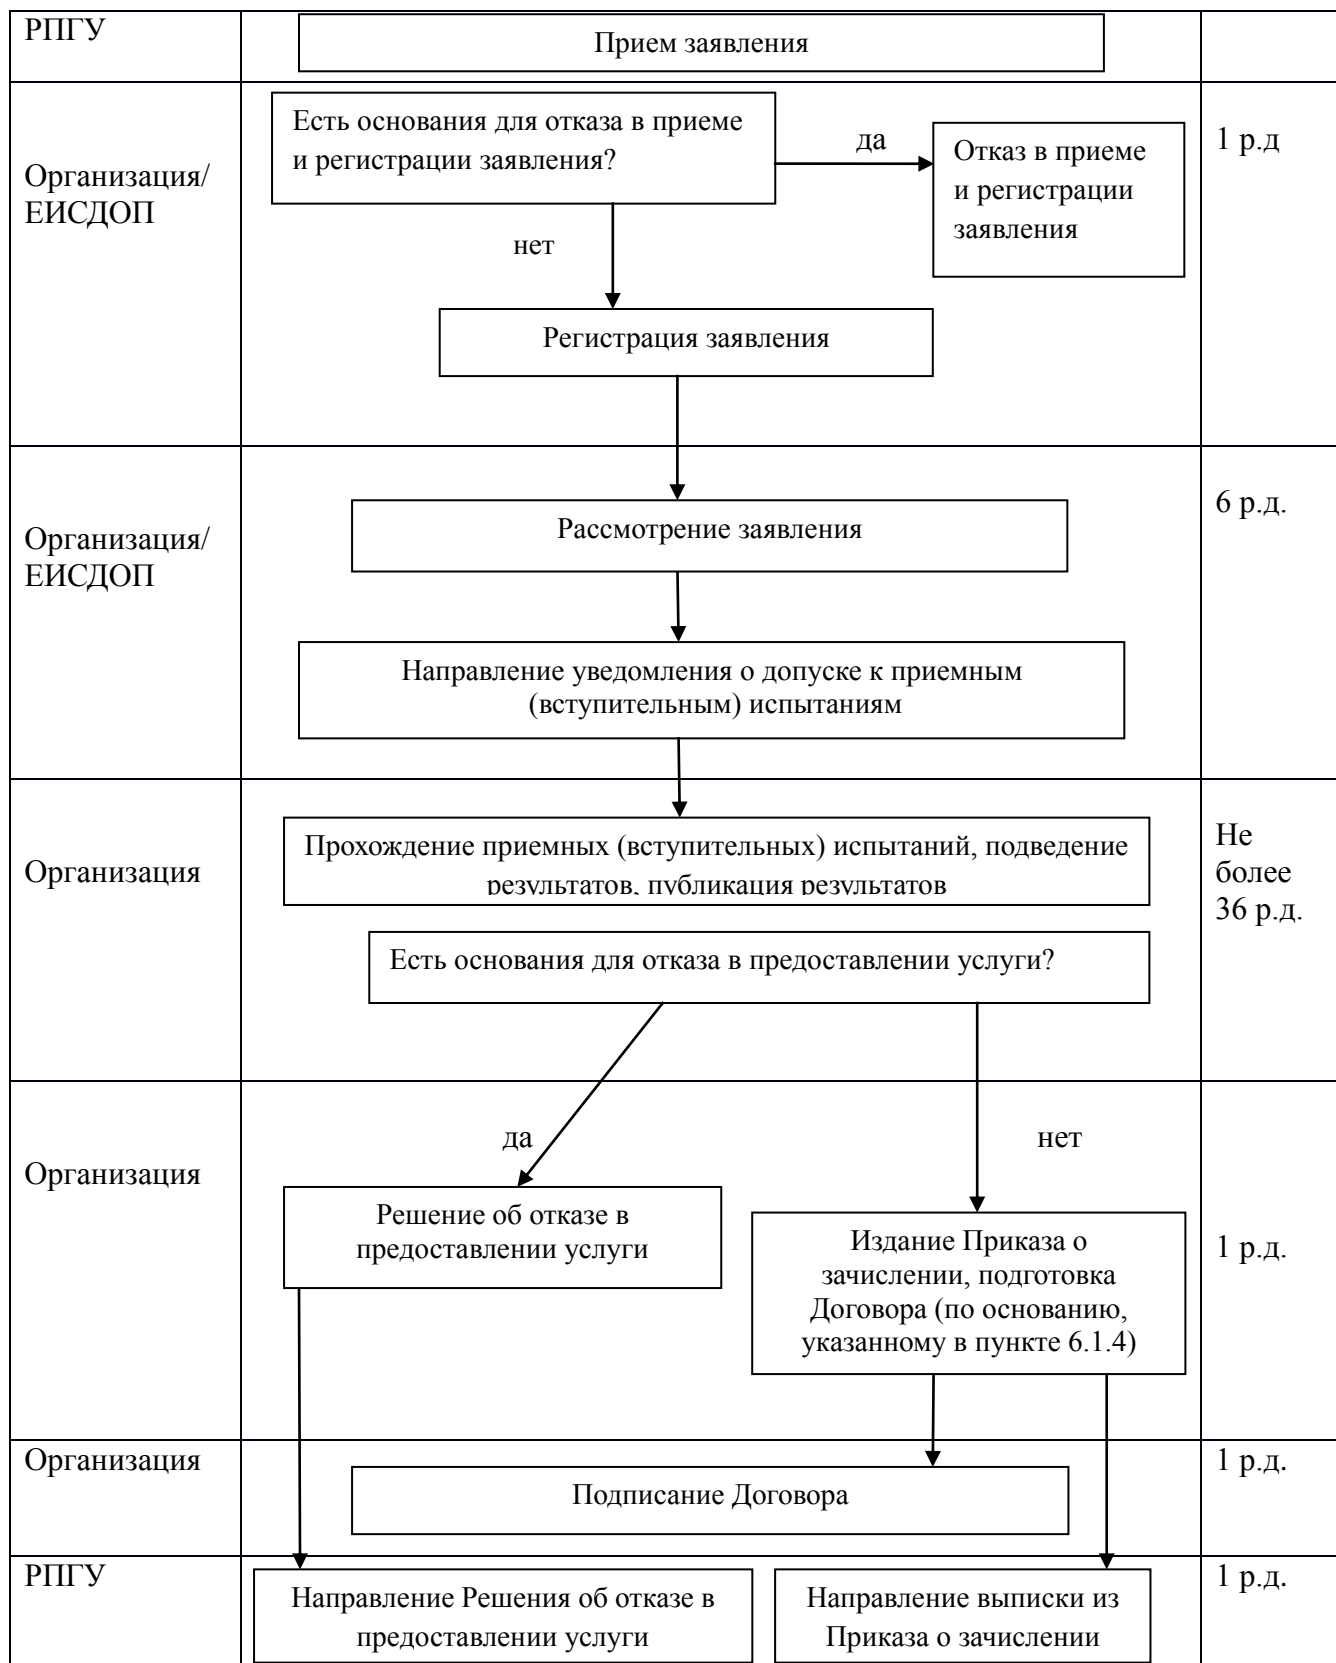 РПГУ
Прием заявления
Есть основания для отказа в приеме
и регистрации заявления?
да
Отказ в приеме
и регистрации
заявления
1 р.д
Организация/
ЕИСДОП
нет
Регистрация заявления
6 р.д.
Рассмотрение заявления
Организация/
ЕИСДОП
Направление уведомления о допуске к приемным
(вступительным) испытаниям
Организация
Прохождение приемных (вступительных) испытаний, подведение
результатов, публикация результатов
Не
более
36 р.д.
Есть основания для отказа в предоставлении услуги?
да
нет
Организация
Решение об отказе в
предоставлении услуги
Издание Приказа о
зачислении, подготовка
Договора (по основанию,
указанному в пункте 6.1.4)
1 р.д.
Организация
Подписание Договора
1 р.д.
РПГУ
Направление Решения об отказе в
предоставлении услуги
Направление выписки из
Приказа о зачислении
1 р.д.